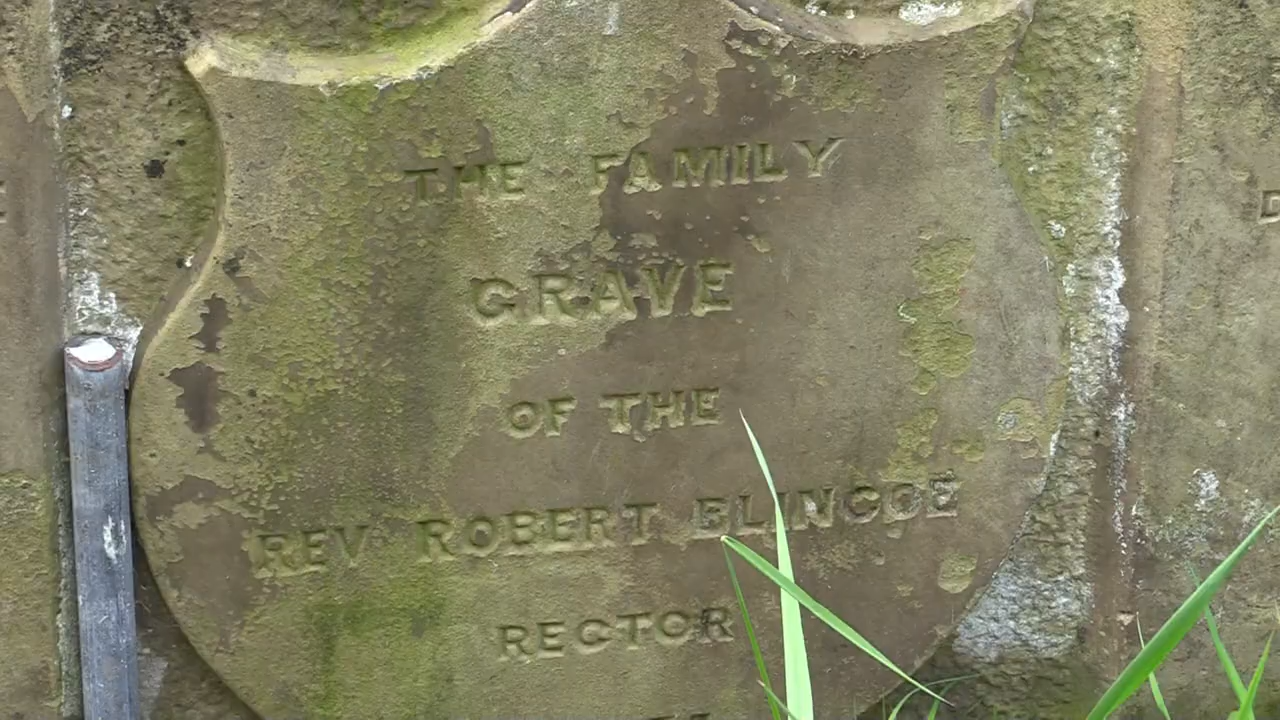 THE FAMILY
GRAVE
OF THE
REV ROBERT BLINCOE
RECTOR